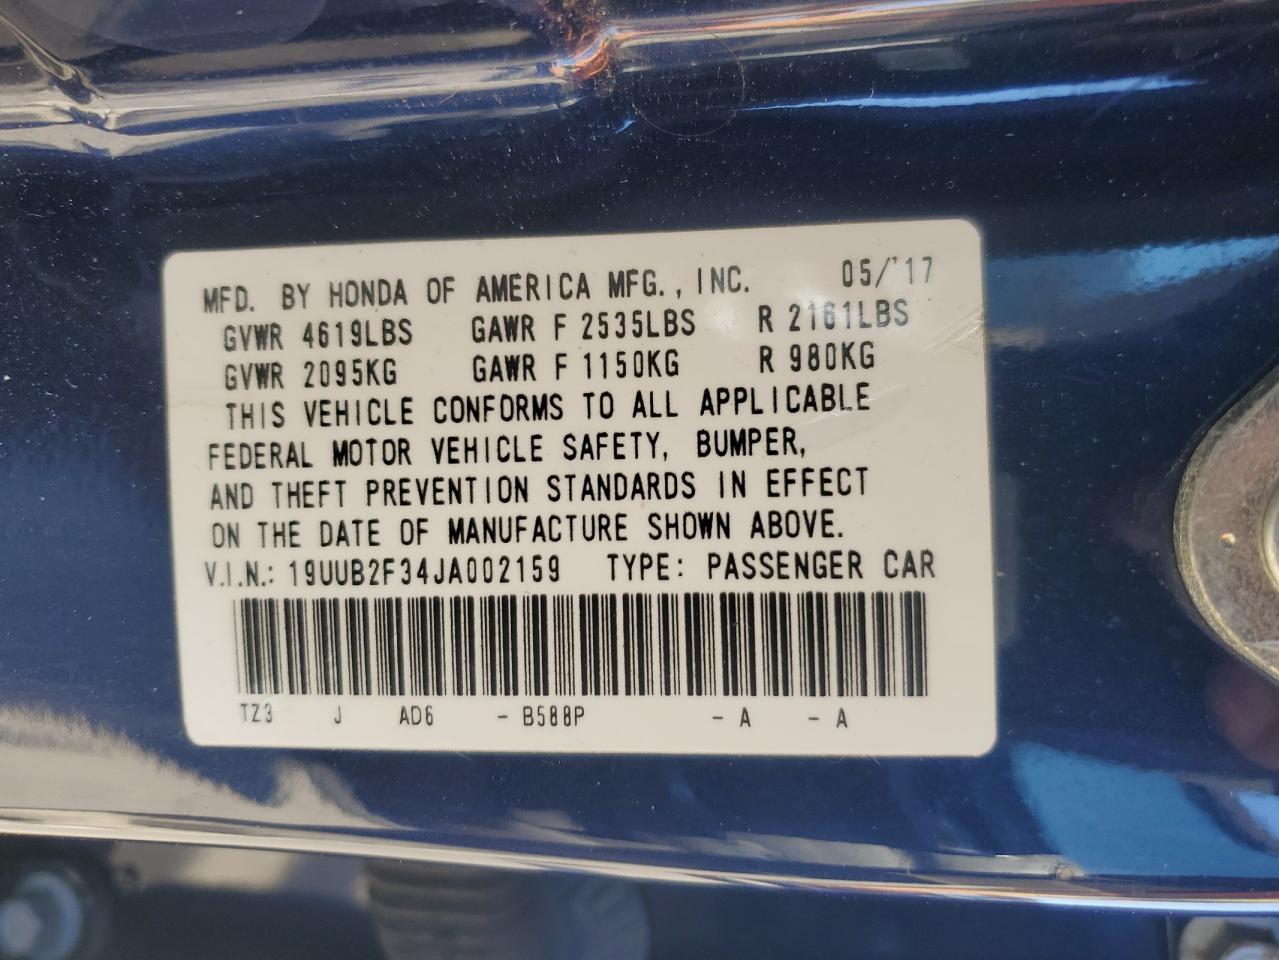 MFD. BY HONDA OF AMERICA MFG., INC. 05/'17
GVWR 4619LBS GAWR F 2535LBS R 2161LBS
GVWR 2095KG GAWR F 1150KG R 980KG
THIS VEHICLE CONFORMS TO ALL APPLICABLE
FEDERAL MOTOR VEHICLE SAFETY, BUMPER,
AND THEFT PREVENTION STANDARDS IN EFFECT
ON THE DATE OF MANUFACTURE SHOWN ABOVE.
V.I.N.: 19UUB2F34JA002159 TYPE: PASSENGER CAR
TZ3 J AD6 - B588P - A - A